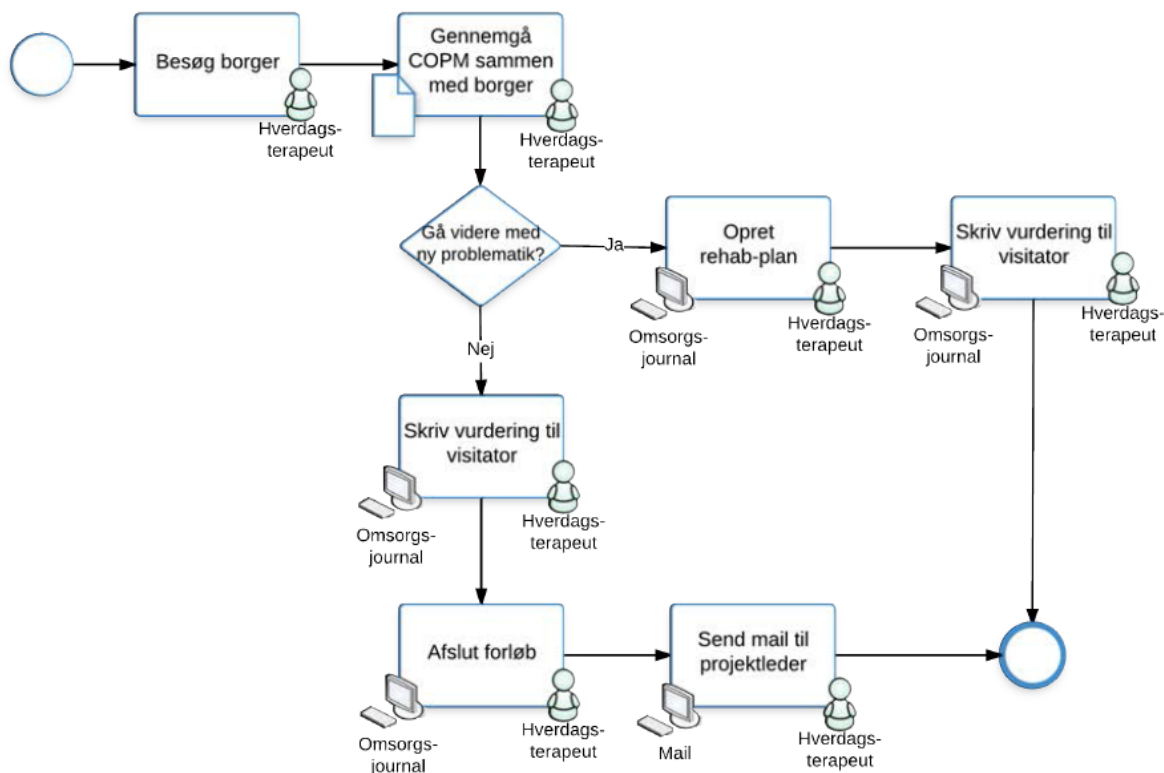 Besøg borger
Hverdags-
terapeut
Gennemgå
COPM sammen
med borger
Hverdags-
terapeut
Gå videre med
ny problematik?
Ja
Opret
rehab-plan
Omsorgs-
journal
Hverdags-
terapeut
Skriv vurdering til
visitator
Omsorgs-
journal
Hverdags-
terapeut
Nej
Skriv vurdering til
visitator
Omsorgs-
journal
Hverdags-
terapeut
Afslut forløb
Omsorgs-
journal
Hverdags-
terapeut
Send mail til
projektleder
Mail
Hverdags-
terapeut